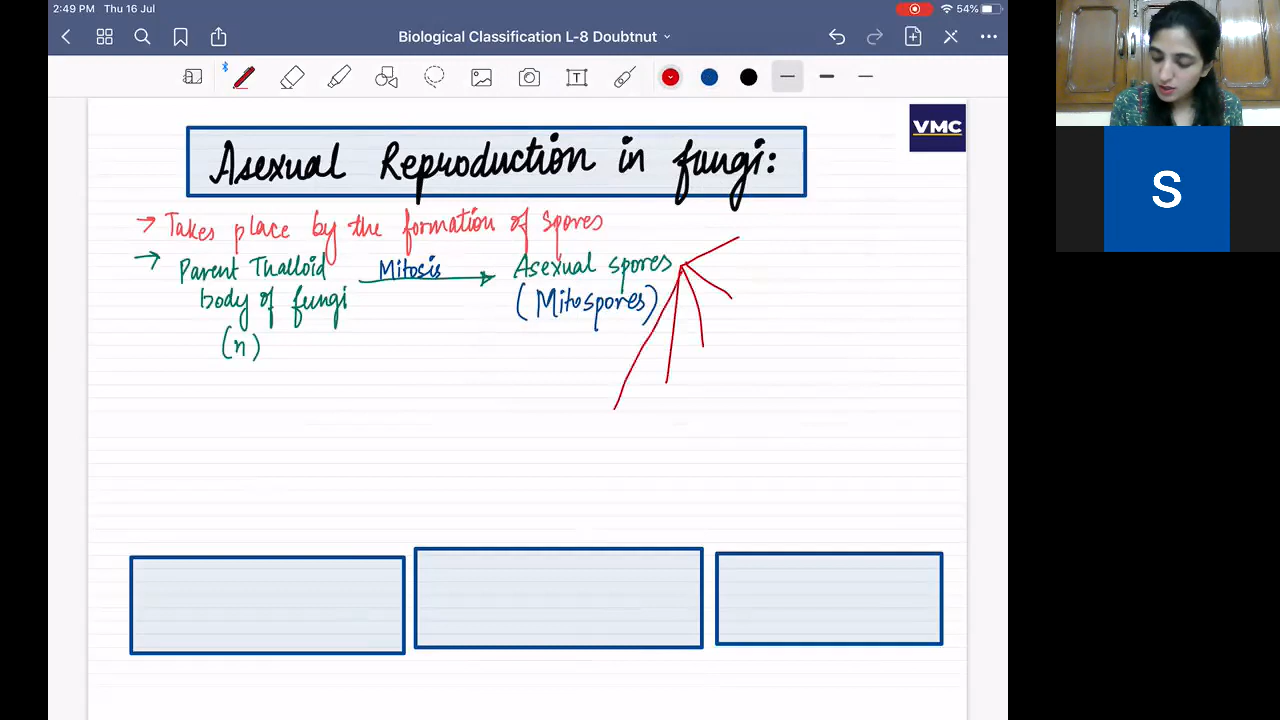 2:49 PM Thu 16 Jul
54%
Biological Classification L-8 Doubtnut
T
VMC
Asexual Reproduction in fungi:
→ Takes place by the formation of Spores
→ Parent Thalloid Mitosis Asexual spores
body of fungi (Mitospores)
(n)
S